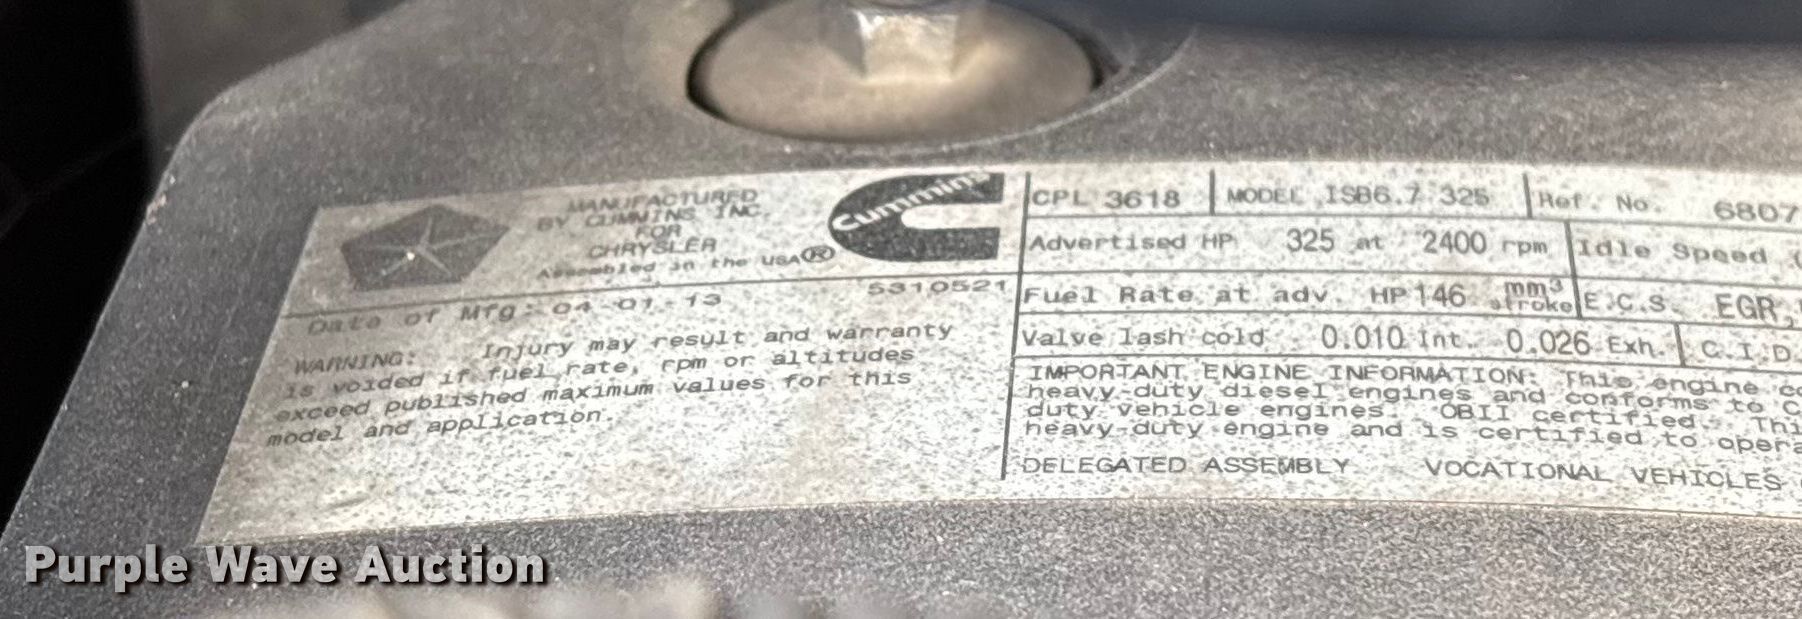 MANUFACTURED
BY CUMMINS INC.
FOR
CHRYSLER
Assembled in the USA ®
Cummins
Date of Mfg: 04-01-13
5310521
WARNING: Injury may result and warranty
is voided if fuel rate, rpm or altitudes
exceed published maximum values for this
model and application.
CPL 3618 MODEL ISB6.7 325 Ref. No. 6807
Advertised HP 325 at 2400 rpm Idle Speed (
Fuel Rate at adv. HP 146 mm³ stroke E.C.S. EGR,
Valve lash cold 0.010 Int. 0.026 Exh. C.I.D.
IMPORTANT ENGINE INFORMATION: This engine co
heavy-duty diesel engines and conforms to C
duty vehicle engines. OBII certified. Thi
heavy-duty engine and is certified to opera
DELEGATED ASSEMBLY VOCATIONAL VEHICLES
Purple Wave Auction